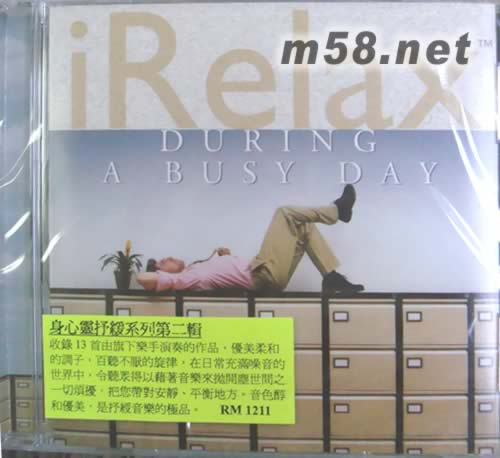 m58.net
iRelax™
DURING
A BUSY DAY
身心靈抒緩系列第二輯
收錄13首由旗下樂手演奏的作品，優美柔和
的調子，百聽不厭的旋律，在日常充滿噪音的
世界中，令聽衆得以藉著音樂來拋開塵世間之
一切煩擾，把您帶對安靜、平衡地方。音色醇
和優美，是抒緩音樂的極品。 RM 1211